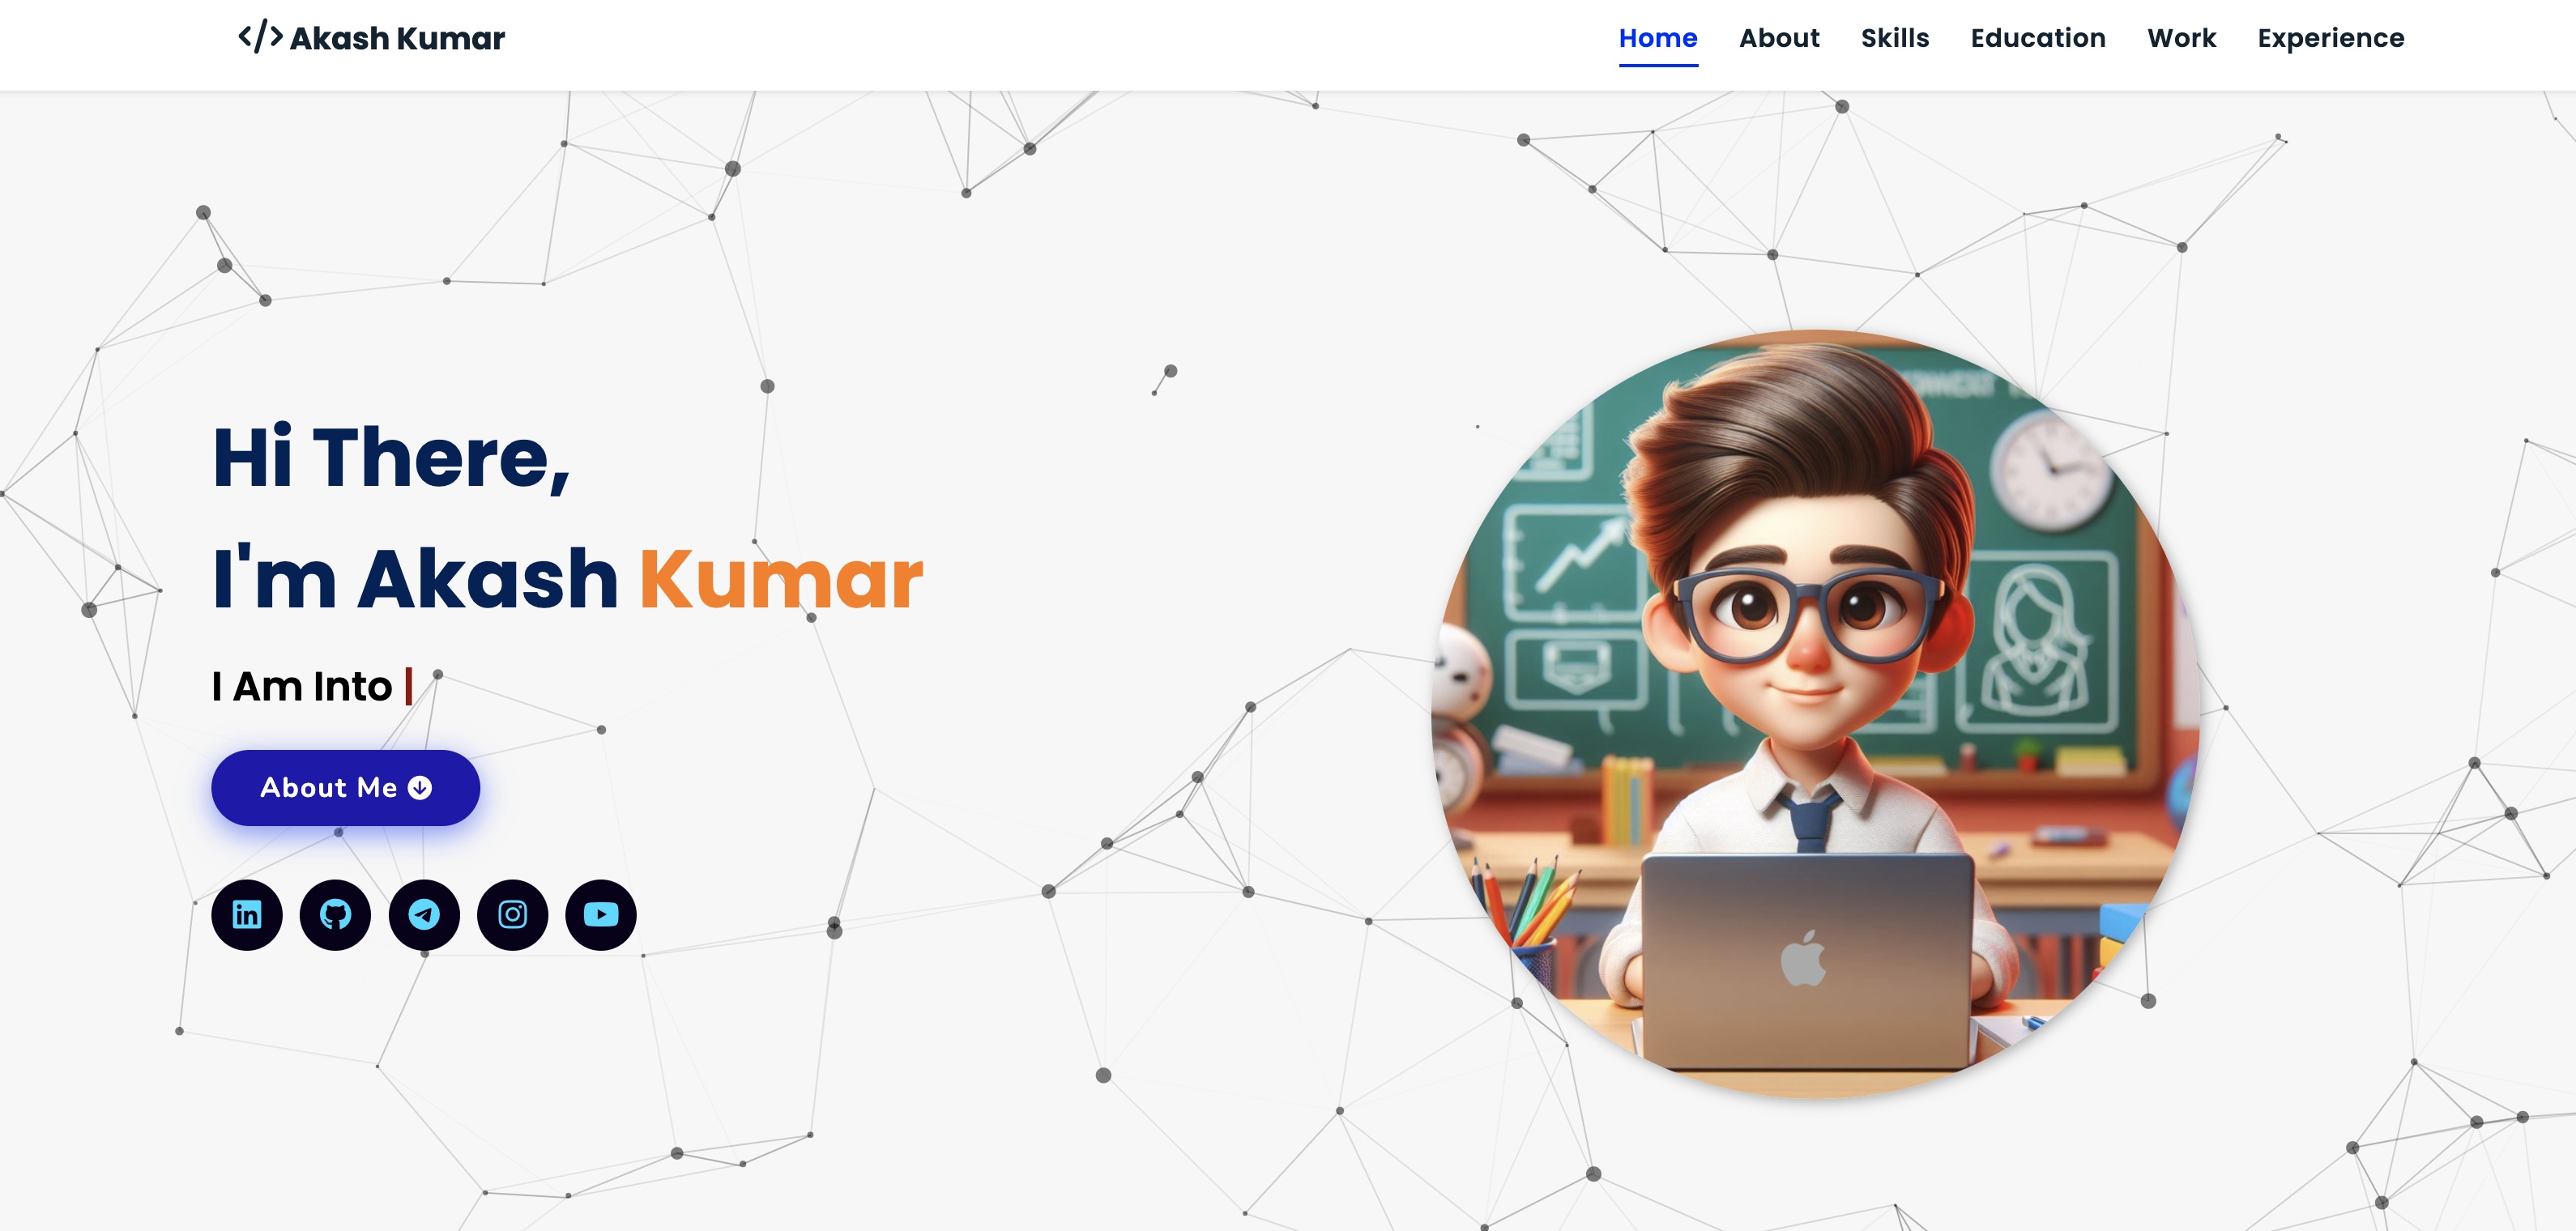 </> Akash Kumar
Home About Skills Education Work Experience
Hi There,
I'm Akash Kumar
I Am Into |
About Me